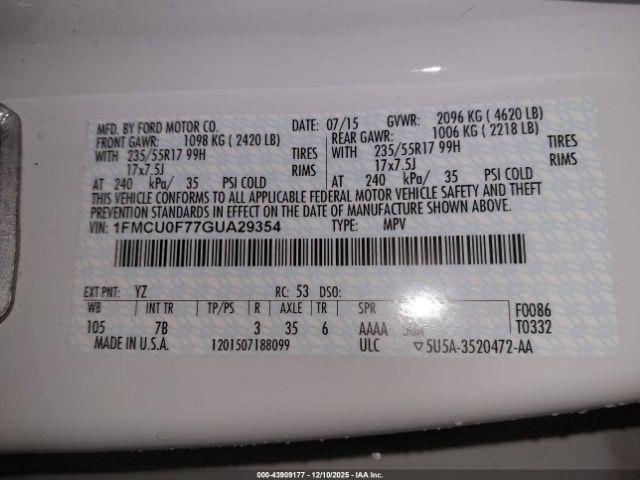 MFD. BY FORD MOTOR CO. DATE: 07/15 GVWR: 2096 KG ( 4620 LB)
FRONT GAWR: 1098 KG ( 2420 LB) REAR GAWR: 1006 KG ( 2218 LB)
WITH 235/55R17 99H TIRES WITH 235/55R17 99H TIRES
17x7.5J RIMS 17x7.5J RIMS
AT 240 kPa/ 35 PSI COLD AT 240 kPa/ 35 PSI COLD
THIS VEHICLE CONFORMS TO ALL APPLICABLE FEDERAL MOTOR VEHICLE SAFETY AND THEFT
PREVENTION STANDARDS IN EFFECT ON THE DATE OF MANUFACTURE SHOWN ABOVE.
VIN: 1FMCU0F77GUA29354 TYPE: MPV
EXT PNT: YZ RC: 53 DSO:
WB INT TR TP/PS R AXLE TR SPR F0086
105 7B 3 35 6 AAAA T0332
MADE IN U.S.A. 1201507188099 ULC ▽5U5A-3520472-AA
000-43909177 - 12/10/2025 - IAA Inc.